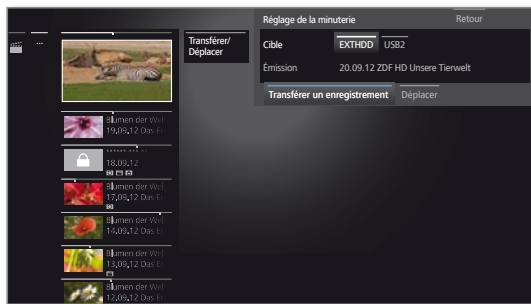 Réglage de la minuterie
Retour
...
Transférer/
Déplacer
Cible
EXTHDD
USB2
Émission
20.09.12 ZDF HD Unsere Tierwelt
Transférer un enregistrement
Déplacer
Blumen der Wel
19.09.12 Das Er
18.09.12
Blumen der Wel
17.09.12 Das Er
Blumen der Wel
14.09.12 Das Er
Blumen der Wel
13.09.12 Das Er
Blumen der Wel
12.09.12 Das Er